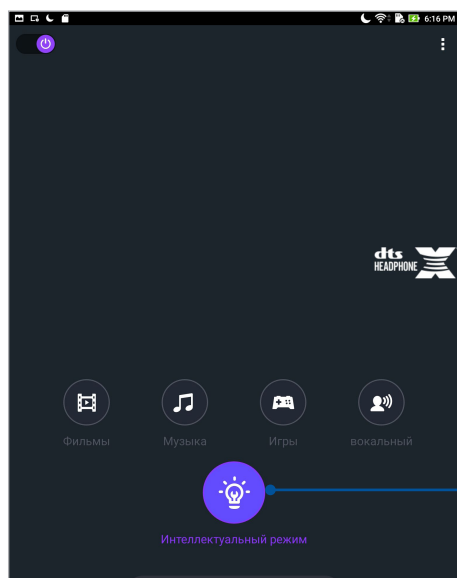 6:16 PM
dts
HEADPHONE X
Фильмы
Музыка
Игры
вокальный
Интеллектуальный режим